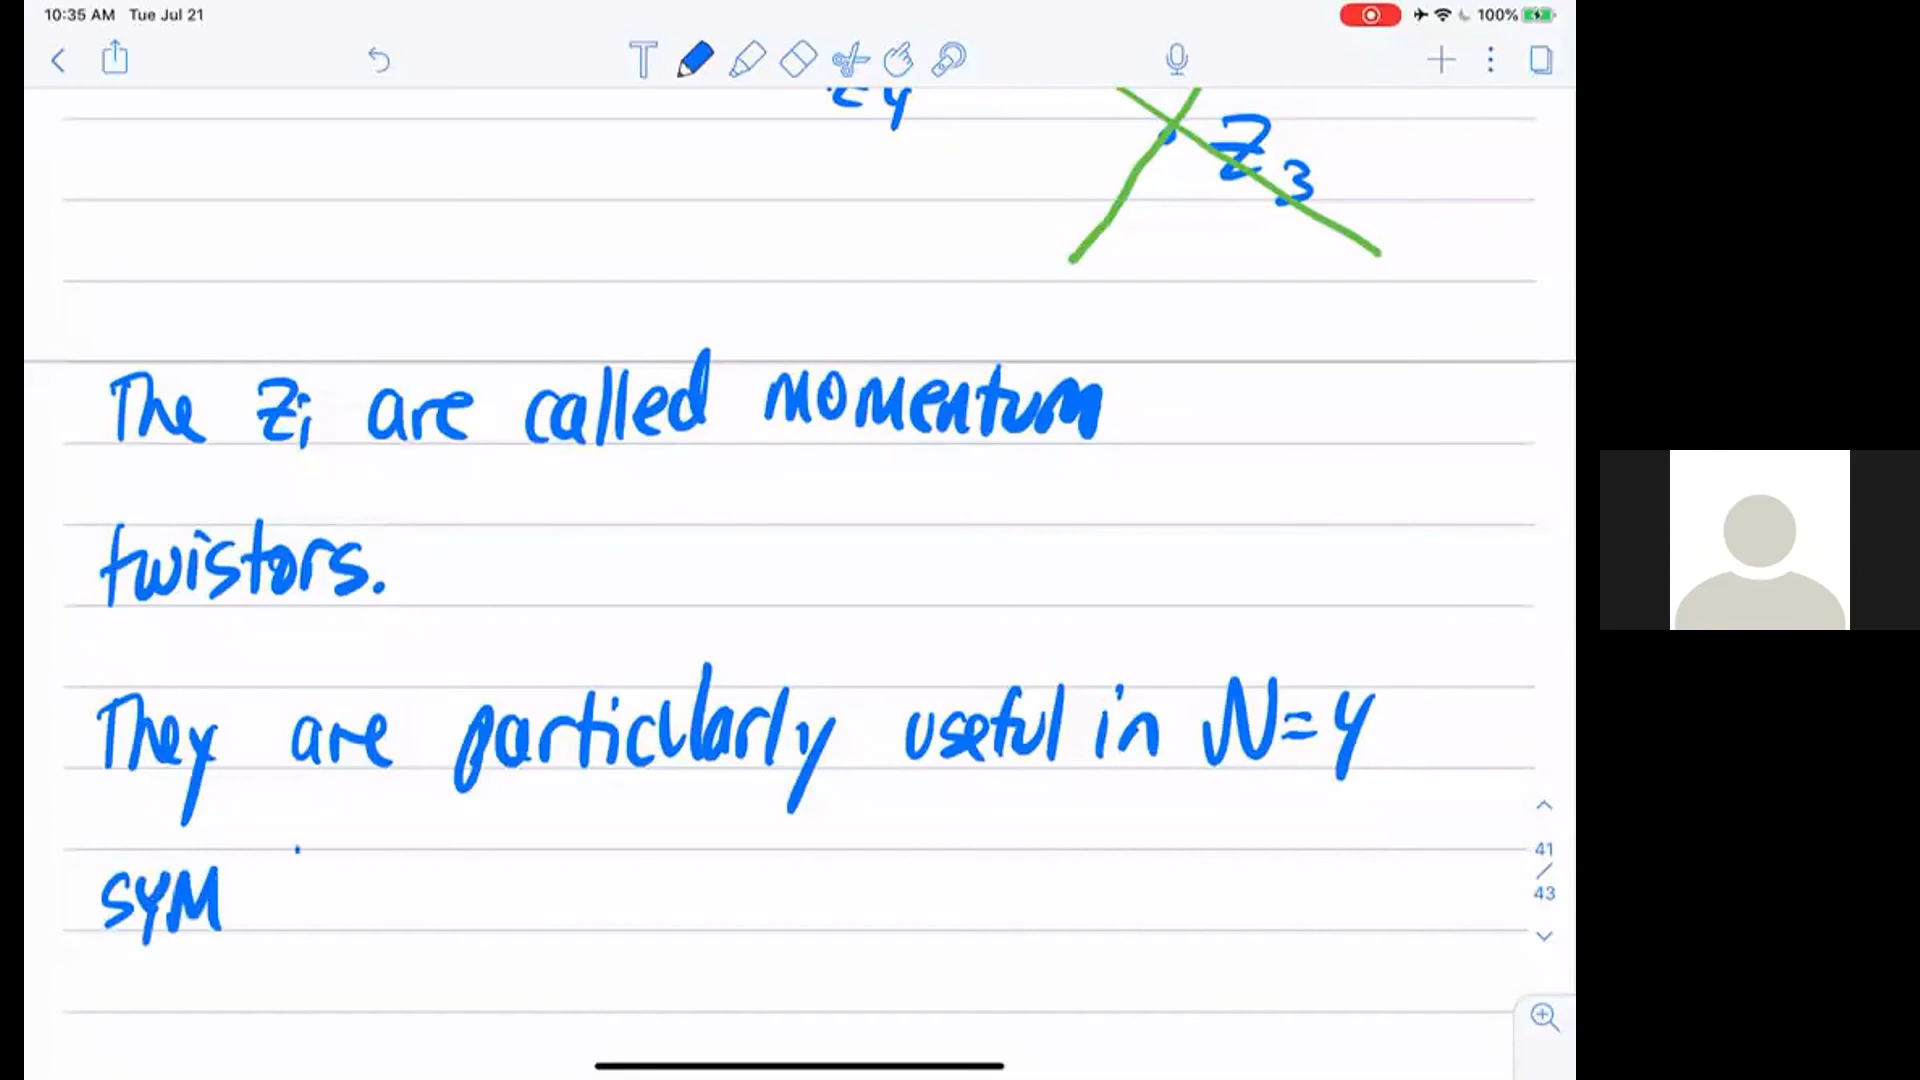 10:35 AM Tue Jul 21
100%
T
Z4
Z3
The Zi are called momentum
twistors.
They are particularly useful in N=4
SYM
41
/
43